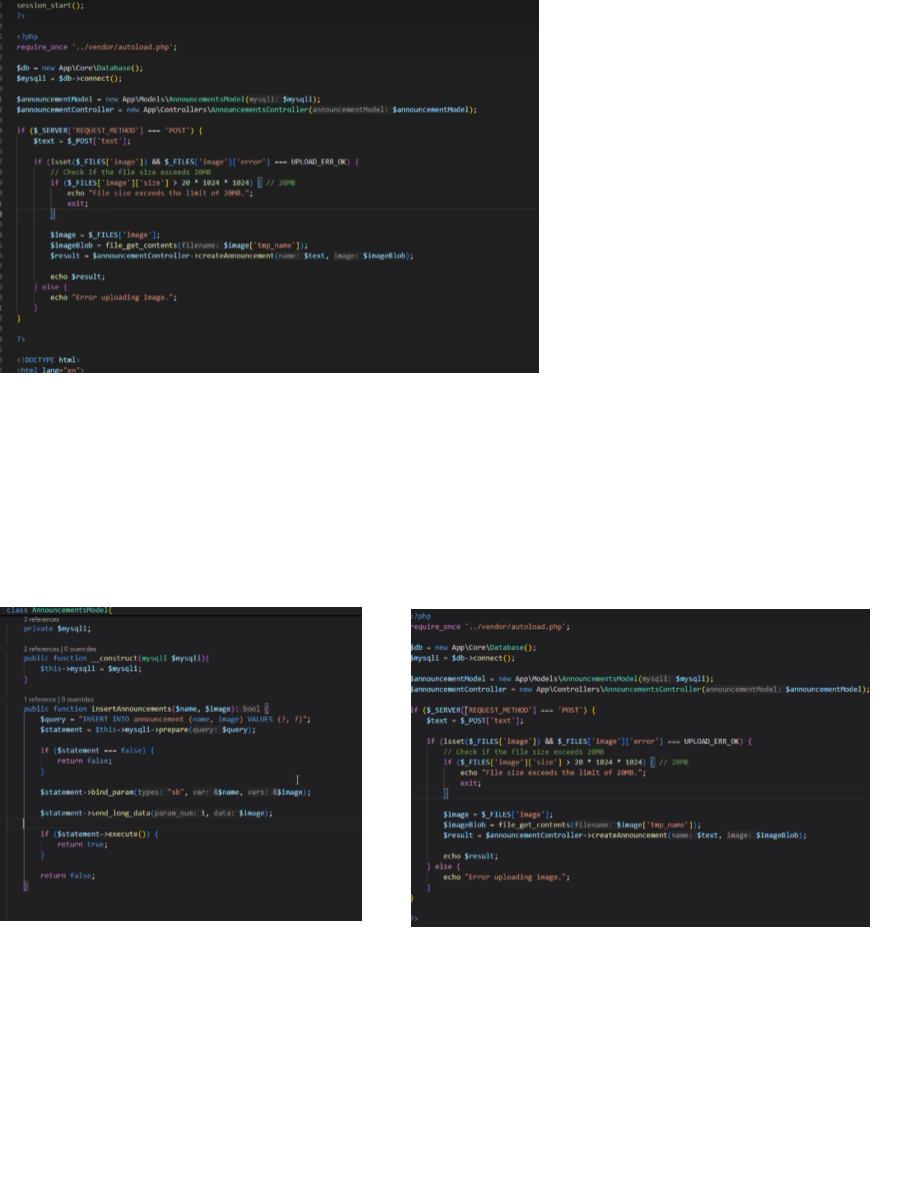 session_start();
?>
<?php
require_once '../vendor/autoload.php';
$db = new App\Core\Database();
$mysqli = $db->connect();
$announcementModel = new App\Models\AnnouncementsModel(mysqli: $mysqli);
$announcementController = new App\Controllers\AnnouncementsController(announcementModel: $announcementModel);
if ($_SERVER['REQUEST_METHOD'] === 'POST') {
$text = $_POST['text'];
if (isset($_FILES['image']) && $_FILES['image']['error'] === UPLOAD_ERR_OK) {
// Check if the file size exceeds 20MB
if ($_FILES['image']['size'] > 20 * 1024 * 1024) { // 20MB
echo "File size exceeds the limit of 20MB.";
exit;
}
$image = $_FILES['image'];
$imageBlob = file_get_contents(filename: $image['tmp_name']);
$result = $announcementController->createAnnouncement(name: $text, image: $imageBlob);
echo $result;
} else {
echo "Error uploading image.";
}
}
?>
<!DOCTYPE html>
<html lang="en">
class AnnouncementsModel{
3 references
private $mysqli;
2 references | 0 overrides
public function __construct(mysqli $mysqli){
$this->mysqli = $mysqli;
}
1 reference | 0 overrides
public function insertAnnouncements($name, $image): bool {
$query = "INSERT INTO announcement (name, image) VALUES (?, ?)";
$statement = $this->mysqli->prepare(query: $query);
if ($statement === false) {
return false;
}
$statement->bind_param(types: "sb", var: &$name, vars: &$image);
$statement->send_long_data(param_num: 1, data: $image);
if ($statement->execute()) {
return true;
}
return false;
}
<?php
require_once '../vendor/autoload.php';
$db = new App\Core\Database();
$mysqli = $db->connect();
$announcementModel = new App\Models\AnnouncementsModel(mysqli: $mysqli);
$announcementController = new App\Controllers\AnnouncementsController(announcementModel: $announcementModel);
if ($_SERVER['REQUEST_METHOD'] === 'POST') {
$text = $_POST['text'];
if (isset($_FILES['image']) && $_FILES['image']['error'] === UPLOAD_ERR_OK) {
// Check if the file size exceeds 20MB
if ($_FILES['image']['size'] > 20 * 1024 * 1024) { // 20MB
echo "File size exceeds the limit of 20MB.";
exit;
}
$image = $_FILES['image'];
$imageBlob = file_get_contents(filename: $image['tmp_name']);
$result = $announcementController->createAnnouncement(name: $text, image: $imageBlob);
echo $result;
} else {
echo "Error uploading image.";
}
}
?>